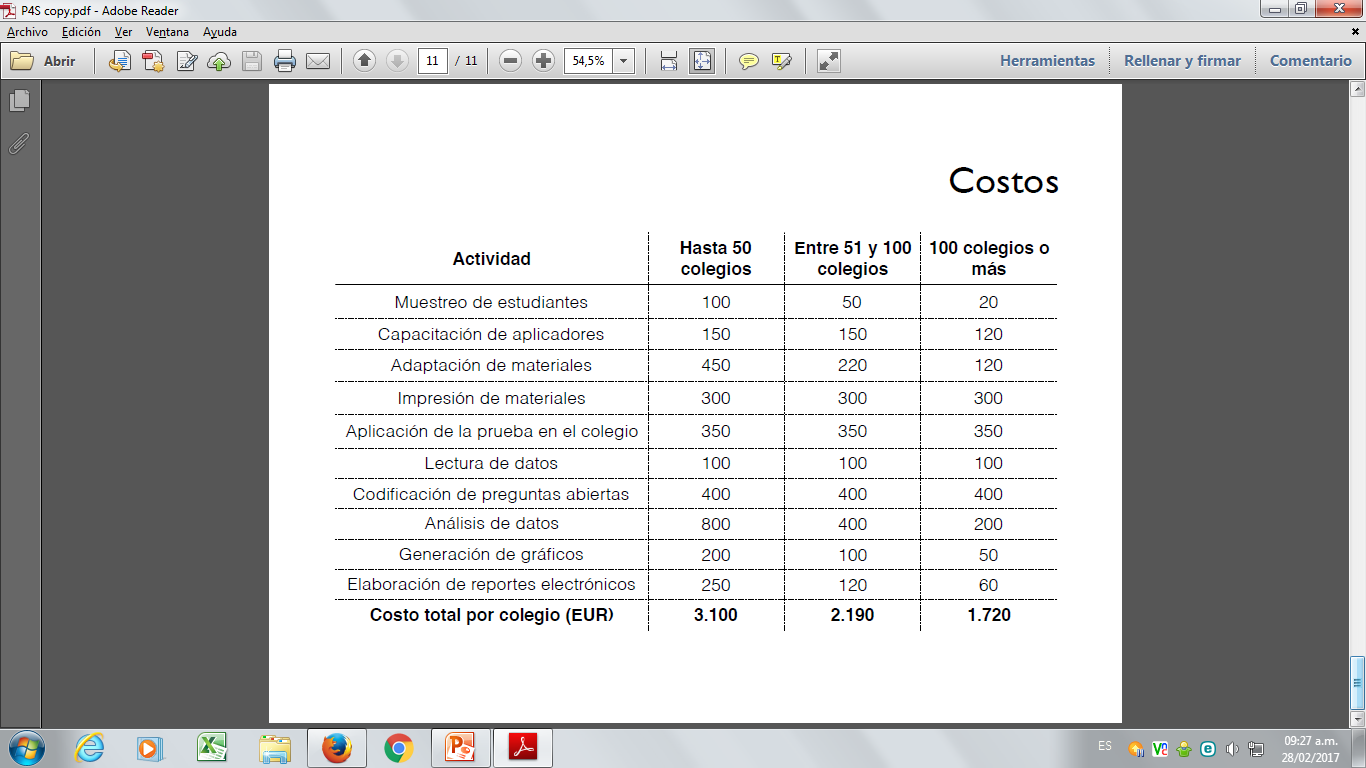 P4S copy.pdf - Adobe Reader
Archivo Edición Ver Ventana Ayuda
Abrir 11 / 11 54,5% Herramientas Rellenar y firmar Comentario
Costos
Actividad Hasta 50 colegios Entre 51 y 100 colegios 100 colegios o más
Muestreo de estudiantes 100 50 20
Capacitación de aplicadores 150 150 120
Adaptación de materiales 450 220 120
Impresión de materiales 300 300 300
Aplicación de la prueba en el colegio 350 350 350
Lectura de datos 100 100 100
Codificación de preguntas abiertas 400 400 400
Análisis de datos 800 400 200
Generación de gráficos 200 100 50
Elaboración de reportes electrónicos 250 120 60
Costo total por colegio (EUR) 3.100 2.190 1.720
ES 09:27 a.m.
28/02/2017